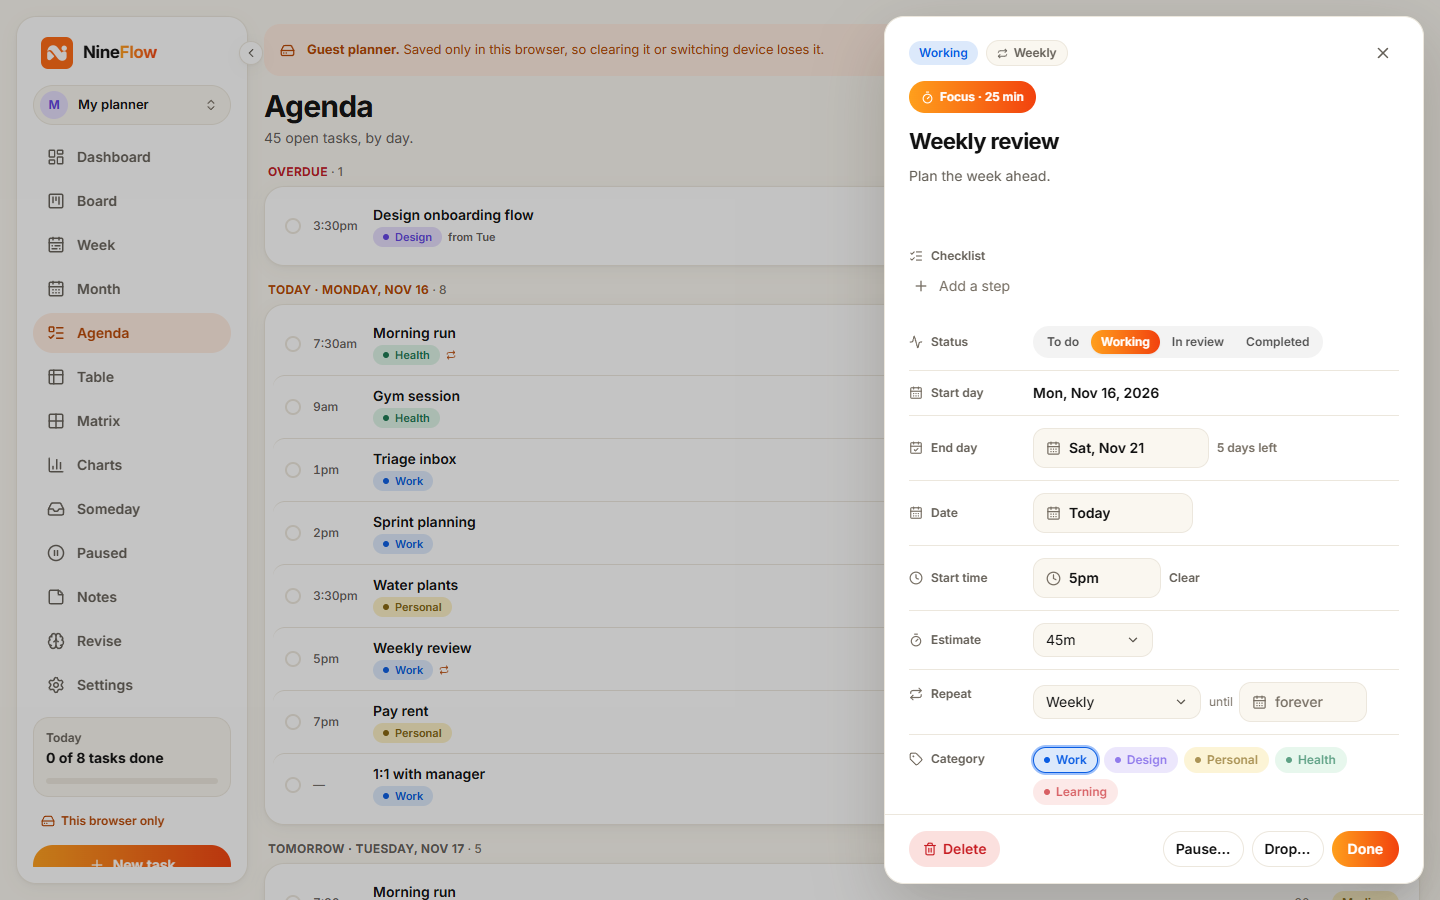 NineFlow
M My planner
Dashboard
Board
Week
Month
Agenda
Table
Matrix
Charts
Someday
Paused
Notes
Revise
Settings
Today
0 of 8 tasks done
This browser only
New task
Guest planner. Saved only in this browser, so clearing it or switching device loses it.
Agenda
45 open tasks, by day.
OVERDUE · 1
3:30pm
Design onboarding flow
Design from Tue
TODAY · MONDAY, NOV 16 · 8
7:30am
Morning run
Health
9am
Gym session
Health
1pm
Triage inbox
Work
2pm
Sprint planning
Work
3:30pm
Water plants
Personal
5pm
Weekly review
Work
7pm
Pay rent
Personal
—
1:1 with manager
Work
TOMORROW · TUESDAY, NOV 17 · 5
Morning run
Working Weekly
Focus · 25 min
Weekly review
Plan the week ahead.
Checklist
Add a step
Status To do Working In review Completed
Start day Mon, Nov 16, 2026
End day Sat, Nov 21 5 days left
Date Today
Start time 5pm Clear
Estimate 45m
Repeat Weekly until forever
Category Work Design Personal Health
Learning
Delete Pause... Drop... Done